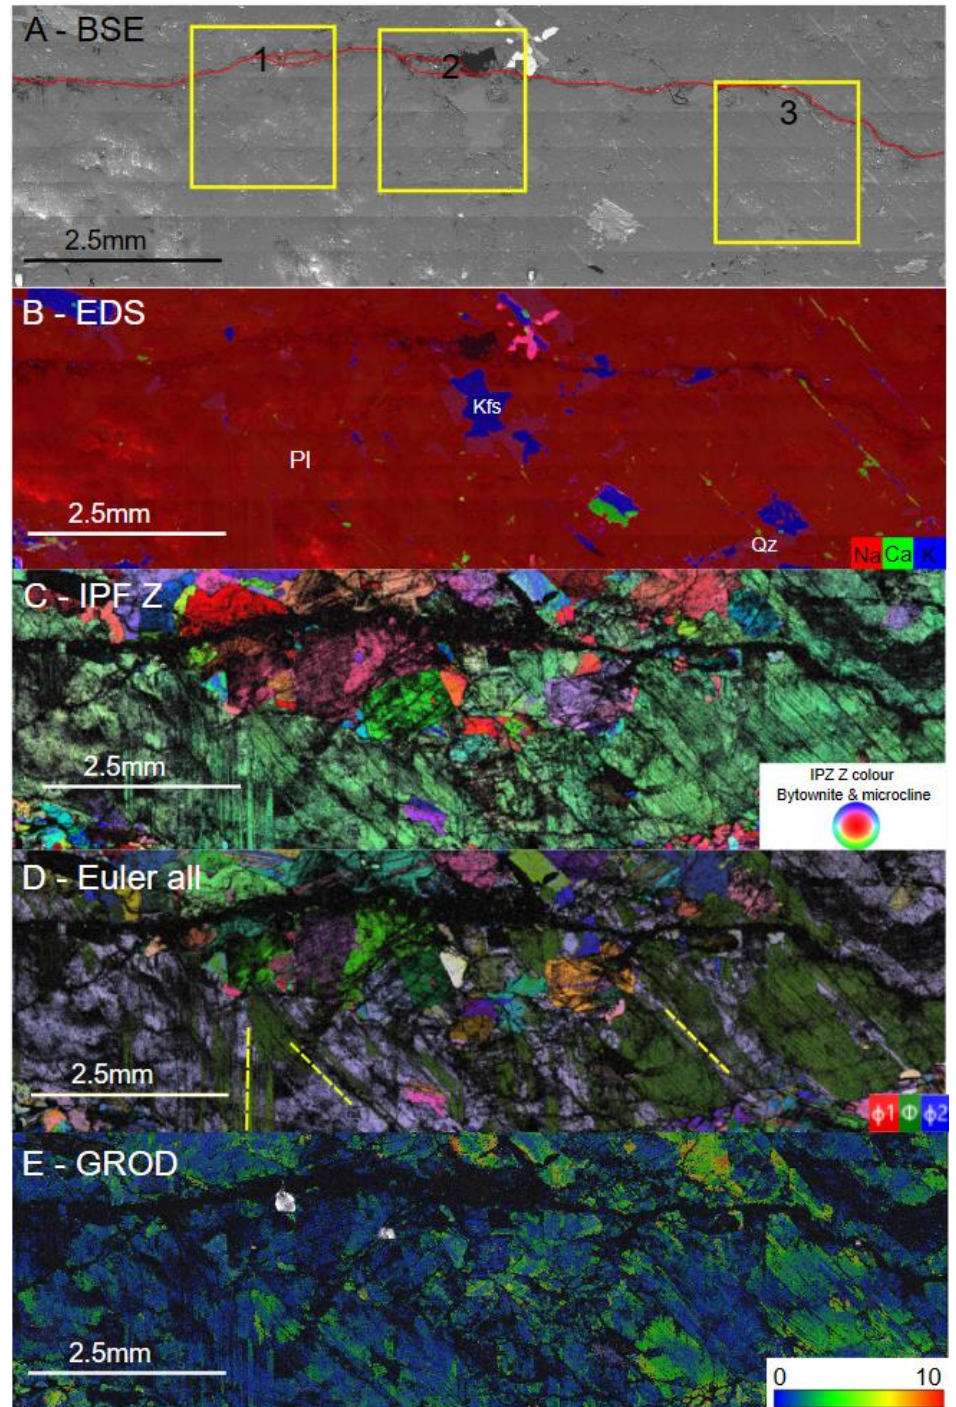 A - BSE
1
2
3
2.5mm
B - EDS
Kfs
Pl
2.5mm
Qz
Na Ca K
C - IPF Z
2.5mm
IPZ Z colour
Bytownite & microcline
D - Euler all
2.5mm
ϕ1 Φ ϕ2
E - GROD
2.5mm
0 10